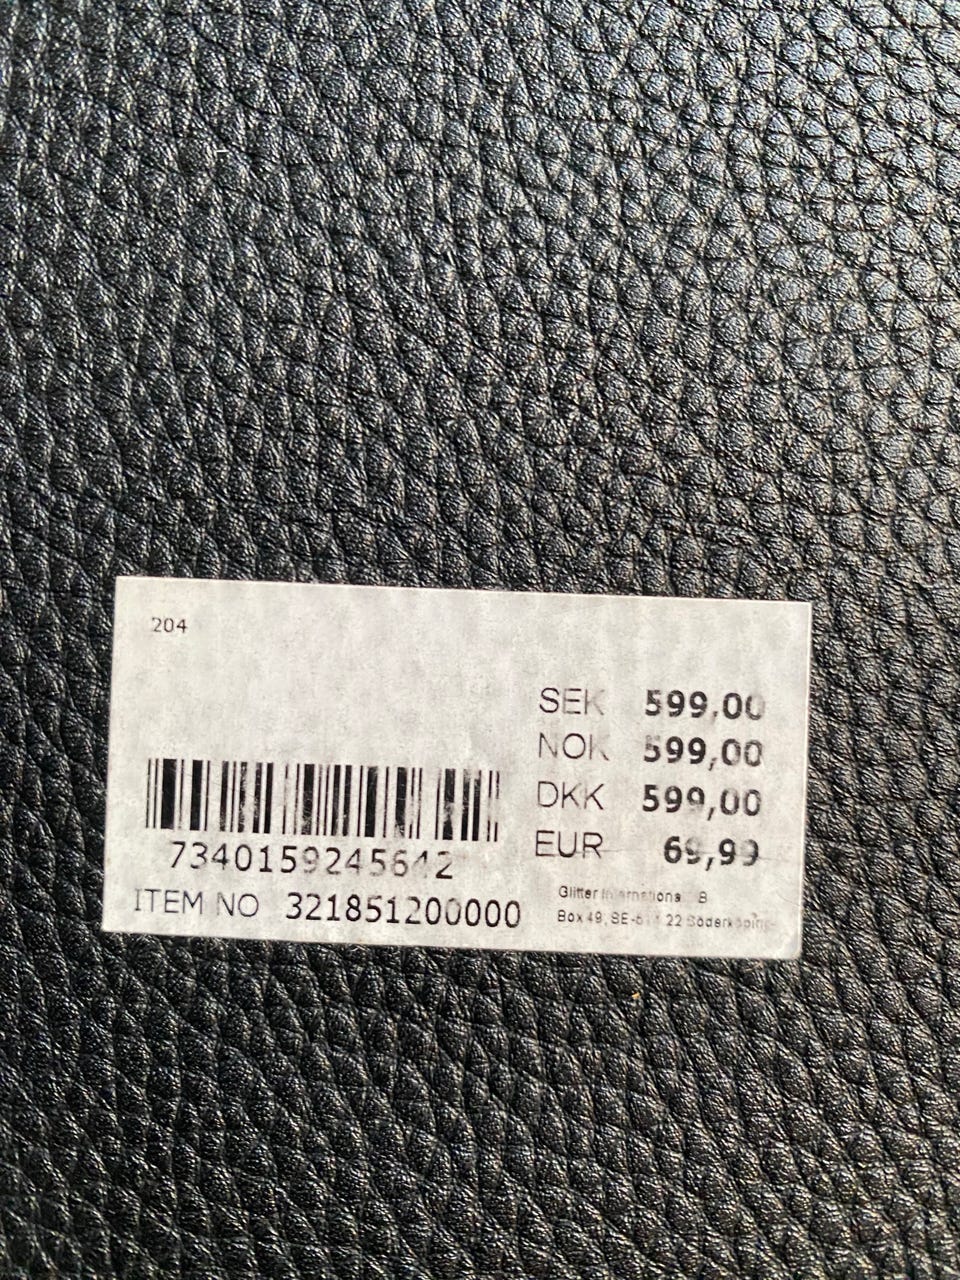 204
SEK 599,00
NOK 599,00
DKK 599,00
EUR 69,99
7340159245642
ITEM NO 321851200000
Glitter
Box 49, SE- 22